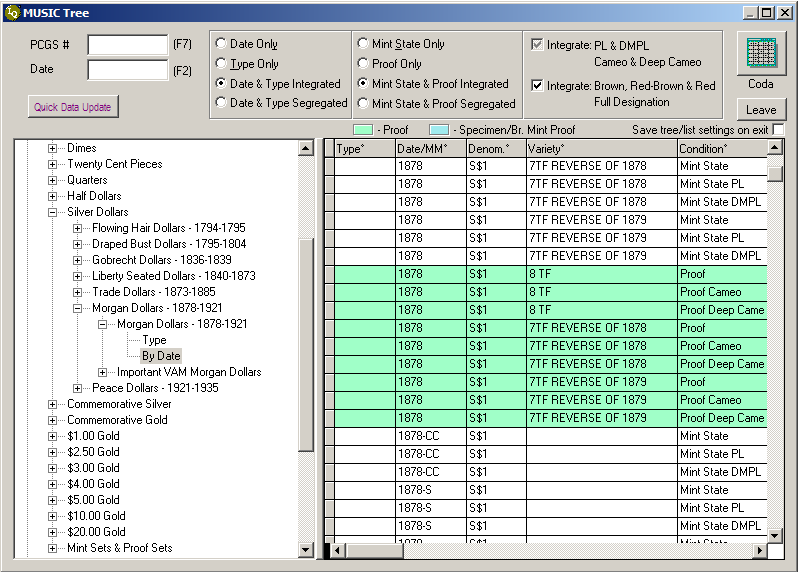 MUSIC Tree
PCGS # (F7)
Date (F2)
Quick Data Update
Date Only
Type Only
Date & Type Integrated
Date & Type Segregated
Mint State Only
Proof Only
Mint State & Proof Integrated
Mint State & Proof Segregated
Integrate: PL & DMPL
Cameo & Deep Cameo
Integrate: Brown, Red-Brown & Red
Full Designation
Coda
Leave
- Proof - Specimen/Br. Mint Proof Save tree/list settings on exit
Dimes
Twenty Cent Pieces
Quarters
Half Dollars
Silver Dollars
Flowing Hair Dollars - 1794-1795
Draped Bust Dollars - 1795-1804
Gobrecht Dollars - 1836-1839
Liberty Seated Dollars - 1840-1873
Trade Dollars - 1873-1885
Morgan Dollars - 1878-1921
Morgan Dollars - 1878-1921
Type
By Date
Important VAM Morgan Dollars
Peace Dollars - 1921-1935
Commemorative Silver
Commemorative Gold
$1.00 Gold
$2.50 Gold
$3.00 Gold
$4.00 Gold
$5.00 Gold
$10.00 Gold
$20.00 Gold
Mint Sets & Proof Sets
Type* Date/MM* Denom.* Variety* Condition*
1878 S$1 7TF REVERSE OF 1878 Mint State
1878 S$1 7TF REVERSE OF 1878 Mint State PL
1878 S$1 7TF REVERSE OF 1878 Mint State DMPL
1878 S$1 7TF REVERSE OF 1879 Mint State
1878 S$1 7TF REVERSE OF 1879 Mint State PL
1878 S$1 7TF REVERSE OF 1879 Mint State DMPL
1878 S$1 8 TF Proof
1878 S$1 8 TF Proof Cameo
1878 S$1 8 TF Proof Deep Came
1878 S$1 7TF REVERSE OF 1878 Proof
1878 S$1 7TF REVERSE OF 1878 Proof Cameo
1878 S$1 7TF REVERSE OF 1878 Proof Deep Came
1878 S$1 7TF REVERSE OF 1879 Proof
1878 S$1 7TF REVERSE OF 1879 Proof Cameo
1878 S$1 7TF REVERSE OF 1879 Proof Deep Came
1878-CC S$1 Mint State
1878-CC S$1 Mint State PL
1878-CC S$1 Mint State DMPL
1878-S S$1 Mint State
1878-S S$1 Mint State PL
1878-S S$1 Mint State DMPL
1879 S$1 Mint State